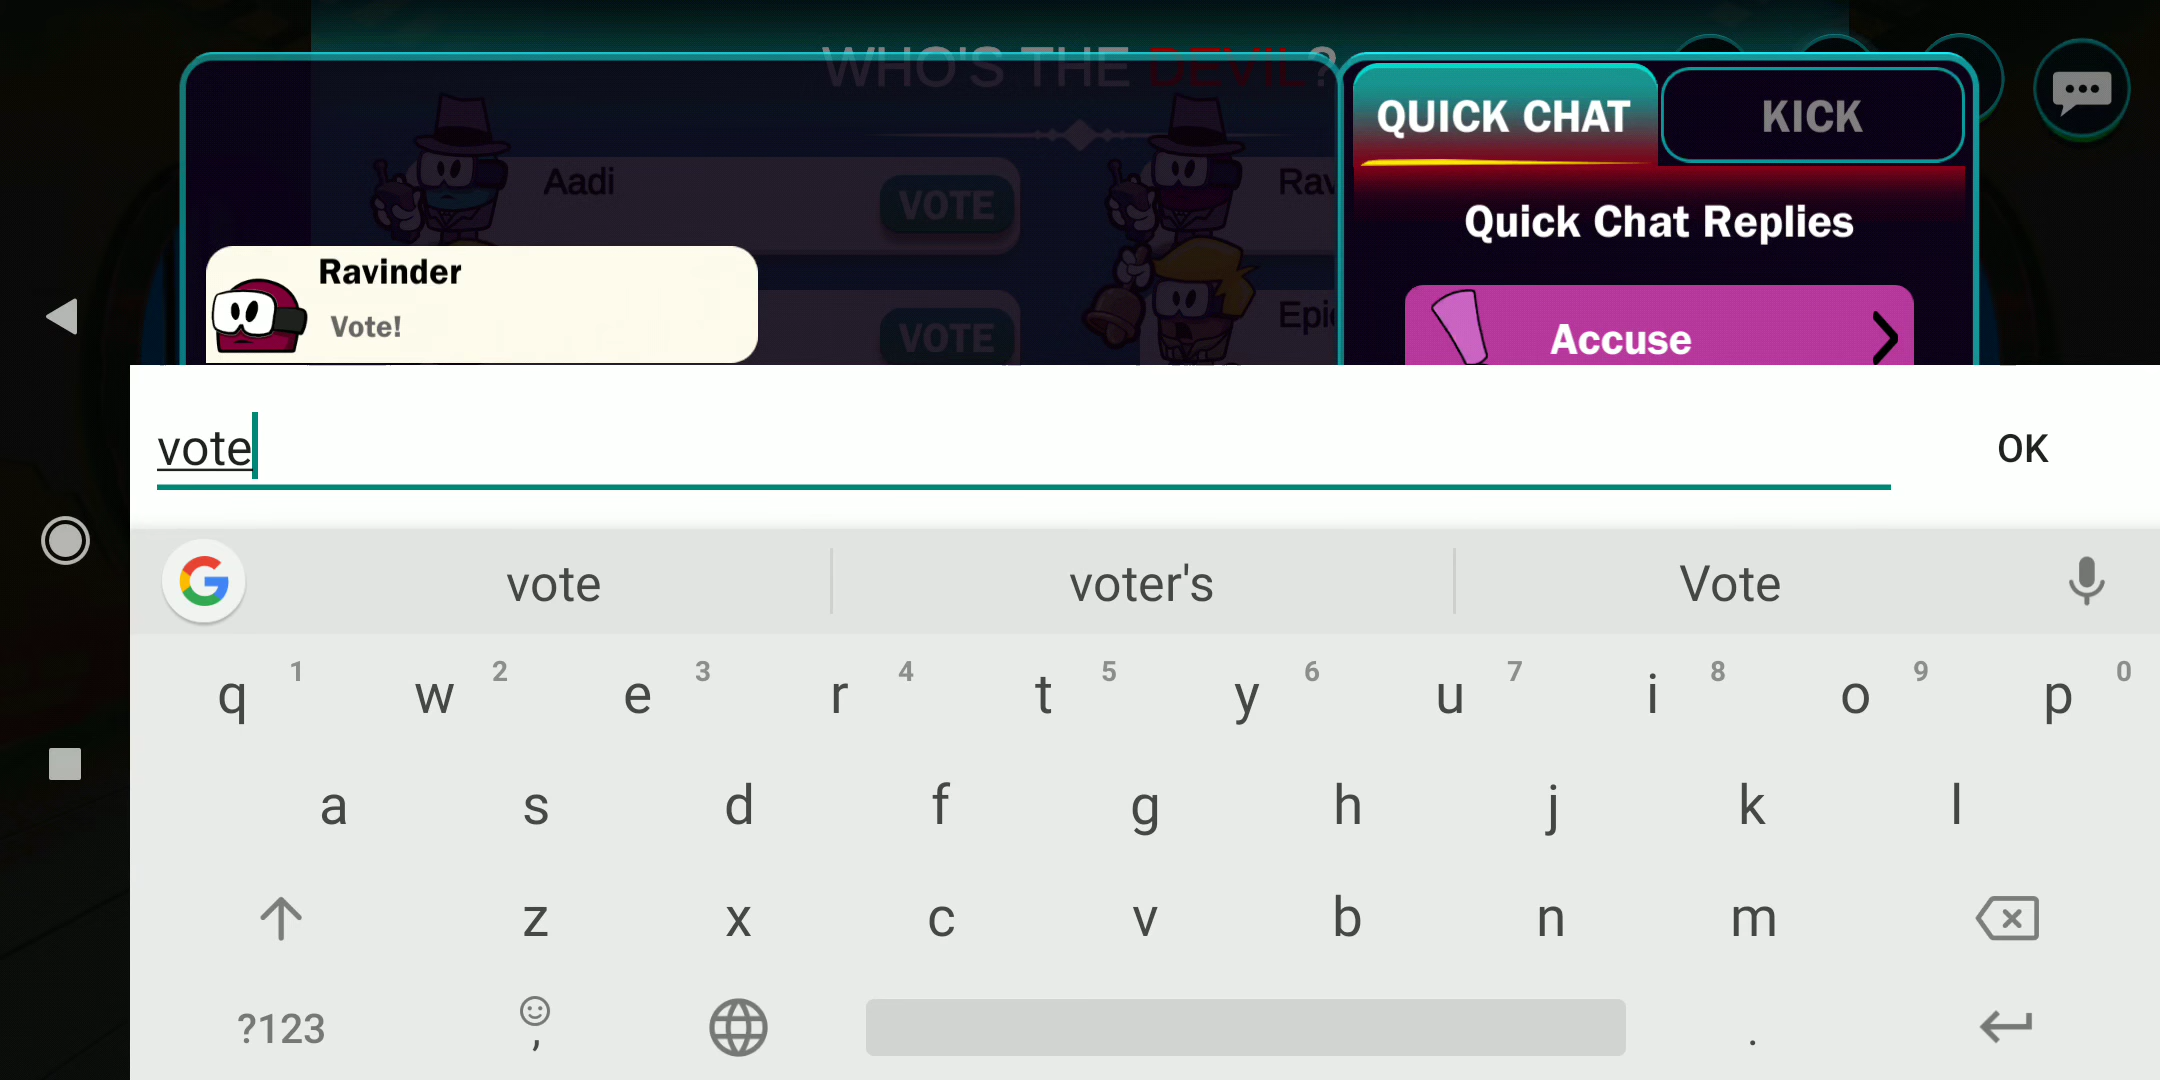 WHO'S THE DEVIL?
QUICK CHAT
KICK
Aadi
VOTE
Quick Chat Replies
Ravinder
Vote!
VOTE
Accuse
vote
OK
vote
voter's
Vote
q 1 w 2 e 3 r 4 t 5 y 6 u 7 i 8 o 9 p 0
a s d f g h j k l
z x c v b n m
?123 , .